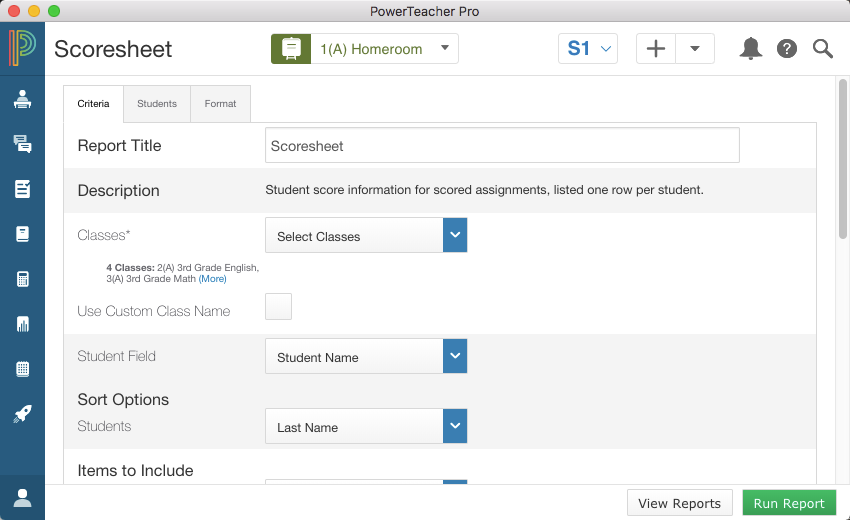 PowerTeacher Pro
Scoresheet
1(A) Homeroom
S1
Criteria
Students
Format
Report Title
Scoresheet
Description
Student score information for scored assignments, listed one row per student.
Classes*
Select Classes
4 Classes: 2(A) 3rd Grade English,
3(A) 3rd Grade Math (More)
Use Custom Class Name
Student Field
Student Name
Sort Options
Students
Last Name
Items to Include
View Reports
Run Report